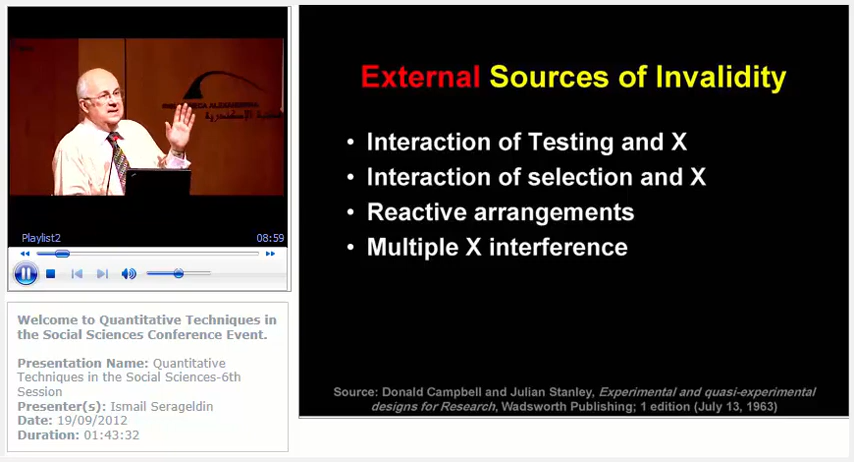 External Sources of Invalidity
• Interaction of Testing and X
• Interaction of selection and X
• Reactive arrangements
• Multiple X interference
Source: Donald Campbell and Julian Stanley, Experimental and quasi-experimental
designs for Research, Wadsworth Publishing; 1 edition (July 13, 1963)
Playlist2
08:59
Welcome to Quantitative Techniques in
the Social Sciences Conference Event.
Presentation Name: Quantitative
Techniques in the Social Sciences-6th
Session
Presenter(s): Ismail Serageldin
Date: 19/09/2012
Duration: 01:43:32